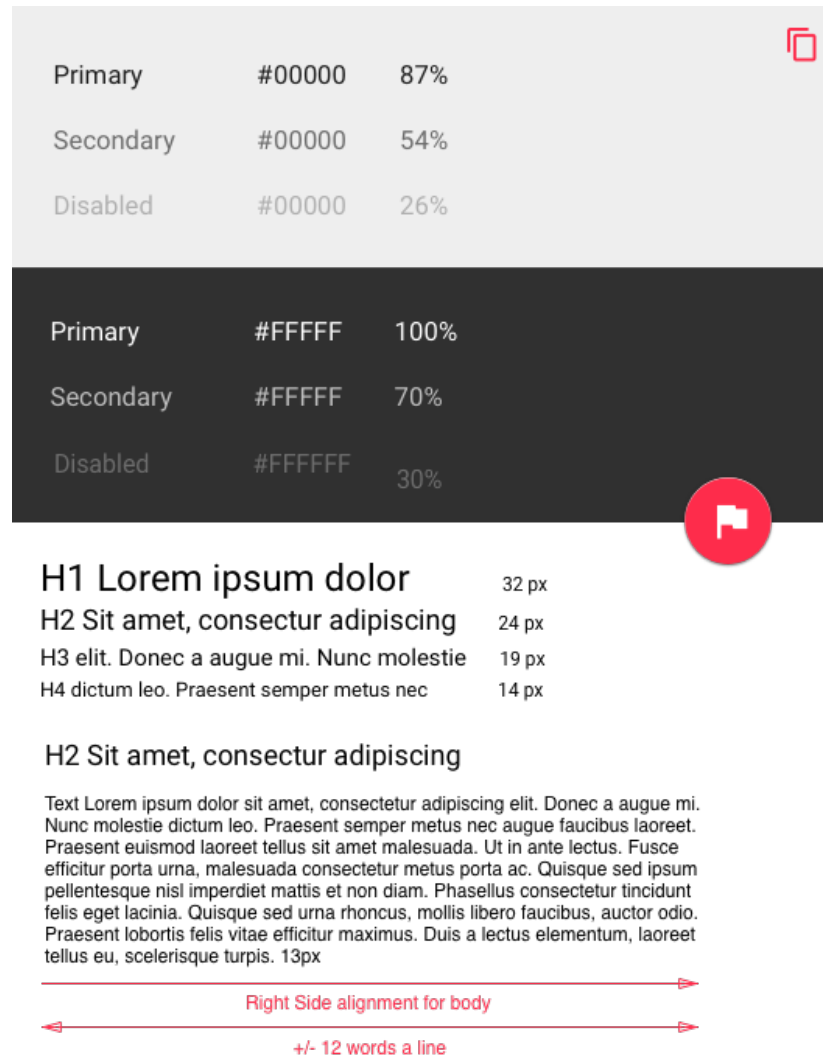 Primary #00000 87%
Secondary #00000 54%
Disabled #00000 26%
Primary #FFFFF 100%
Secondary #FFFFF 70%
Disabled #FFFFFF 30%
H1 Lorem ipsum dolor 32 px
H2 Sit amet, consectur adipiscing 24 px
H3 elit. Donec a augue mi. Nunc molestie 19 px
H4 dictum leo. Praesent semper metus nec 14 px
H2 Sit amet, consectur adipiscing
Text Lorem ipsum dolor sit amet, consectetur adipiscing elit. Donec a augue mi.
Nunc molestie dictum leo. Praesent semper metus nec augue faucibus laoreet.
Praesent euismod laoreet tellus sit amet malesuada. Ut in ante lectus. Fusce
efficitur porta urna, malesuada consectetur metus porta ac. Quisque sed ipsum
pellentesque nisl imperdiet mattis et non diam. Phasellus consectetur tincidunt
felis eget lacinia. Quisque sed urna rhoncus, mollis libero faucibus, auctor odio.
Praesent lobortis felis vitae efficitur maximus. Duis a lectus elementum, laoreet
tellus eu, scelerisque turpis. 13px
Right Side alignment for body
+/- 12 words a line